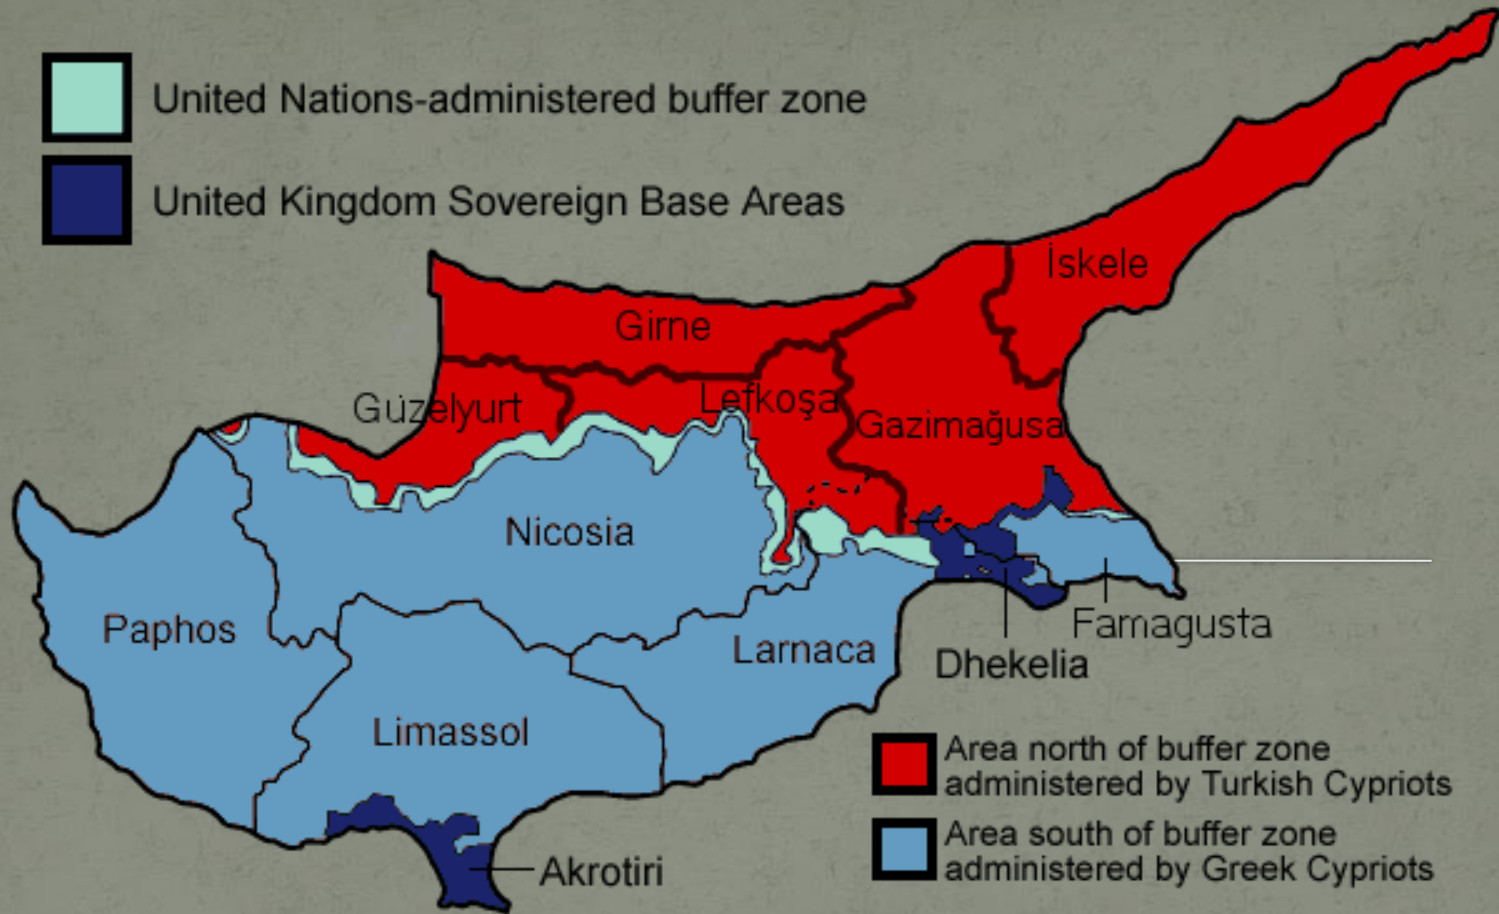 United Nations-administered buffer zone
United Kingdom Sovereign Base Areas
İskele
Girne
Lefkoşa
Güzelyurt
Gazimağusa
Nicosia
Paphos
Famagusta
Larnaca
Dhekelia
Limassol
Area north of buffer zone
administered by Turkish Cypriots
Area south of buffer zone
administered by Greek Cypriots
Akrotiri